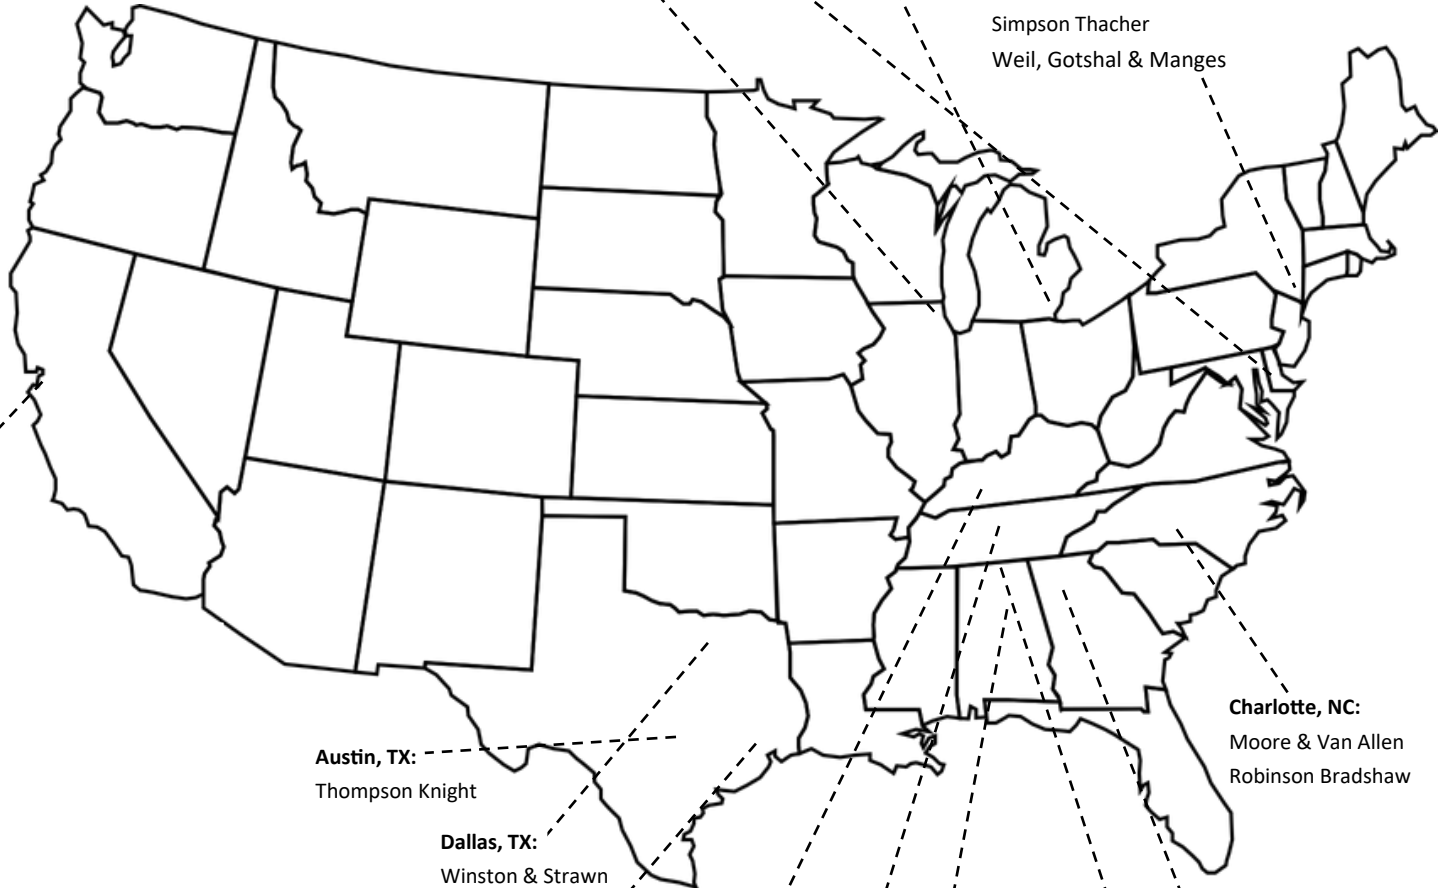 Simpson Thacher
Weil, Gotshal & Manges
Charlotte, NC:
Moore & Van Allen
Robinson Bradshaw
Austin, TX:
Thompson Knight
Dallas, TX:
Winston & Strawn